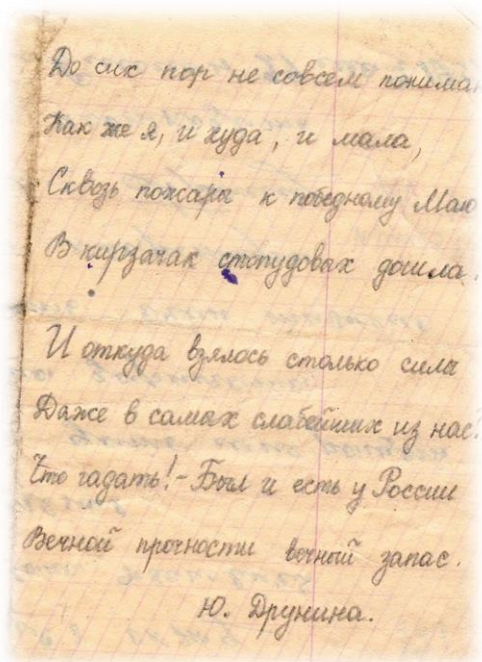 До сих пор не совсем понимаю
Как же я, и худа, и мала,
Сквозь пожары к победному Маю
В кирзачах стопудовых дошла.
И откуда взялось столько силы
Даже в самых слабейших из нас?
Что гадать! - Был и есть у России
Вечной прочности вечный запас.
Ю. Друнина.